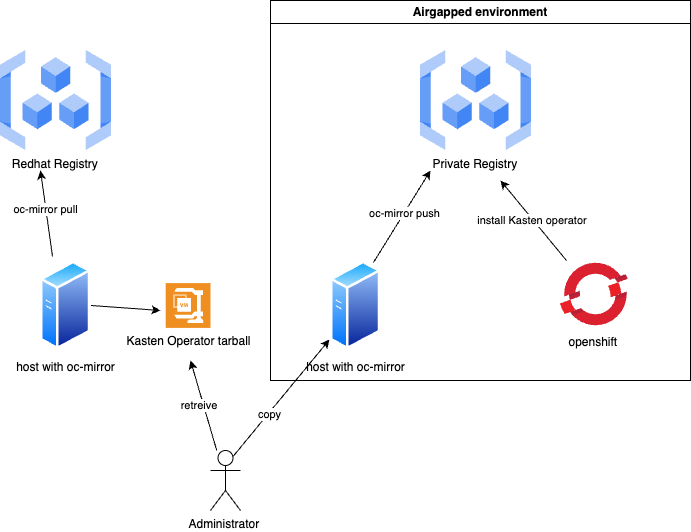 Airgapped environment
Redhat Registry
Private Registry
oc-mirror pull
oc-mirror push
install Kasten operator
VM
Kasten Operator tarball
openshift
host with oc-mirror
host with oc-mirror
retreive
copy
Administrator